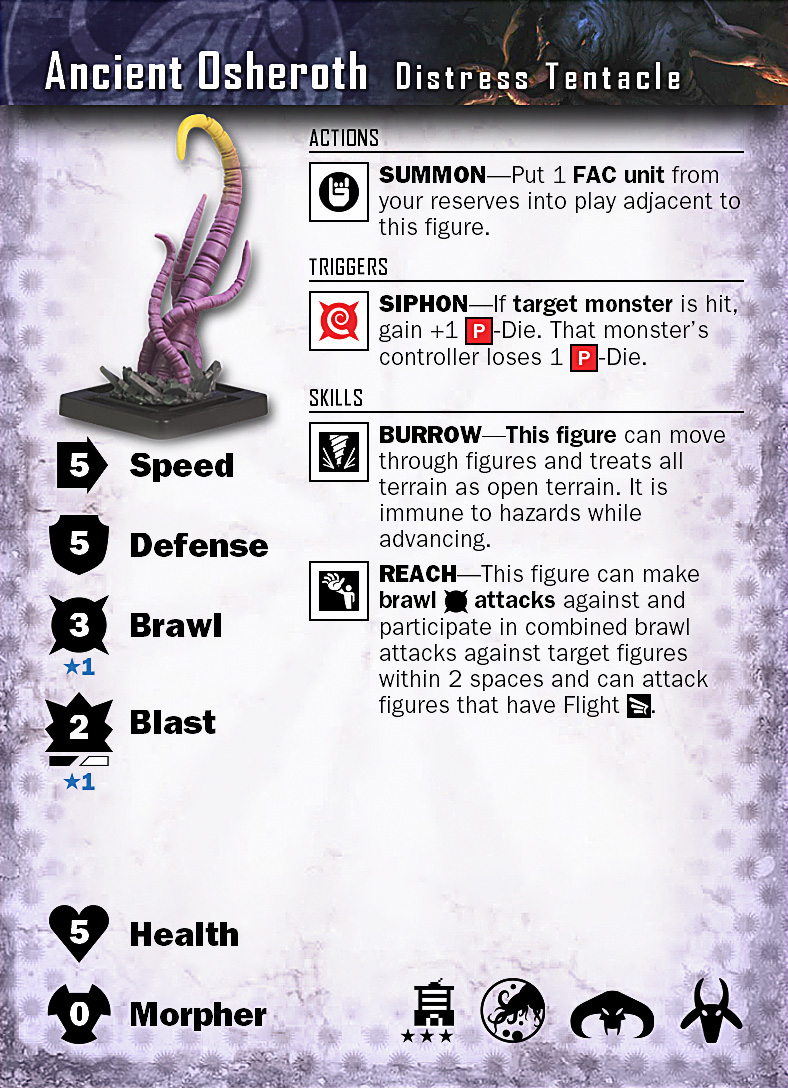 Ancient Osheroth Distress Tentacle
ACTIONS
SUMMON—Put 1 FAC unit from
your reserves into play adjacent to
this figure.
TRIGGERS
SIPHON—If target monster is hit,
gain +1 P-Die. That monster's
controller loses 1 P-Die.
SKILLS
BURROW—This figure can move
through figures and treats all
terrain as open terrain. It is
immune to hazards while
advancing.
REACH—This figure can make
brawl attacks against and
participate in combined brawl
attacks against target figures
within 2 spaces and can attack
figures that have Flight .
5 Speed
5 Defense
3 Brawl
★1
2 Blast
★1
5 Health
0 Morpher
★★★